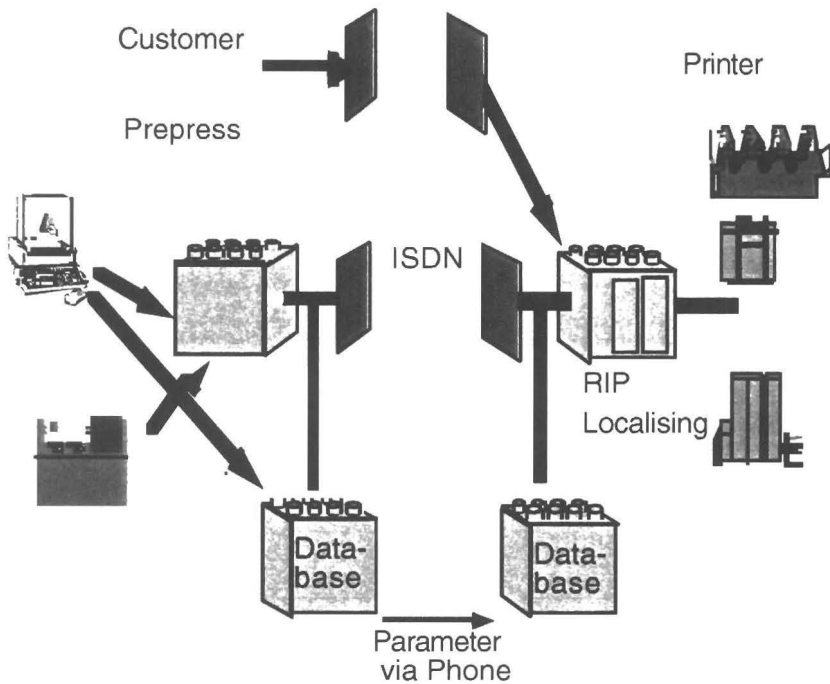 Customer
Printer
Prepress
ISDN
RIP
Localising
Data-
base
Data-
base
Parameter
via Phone